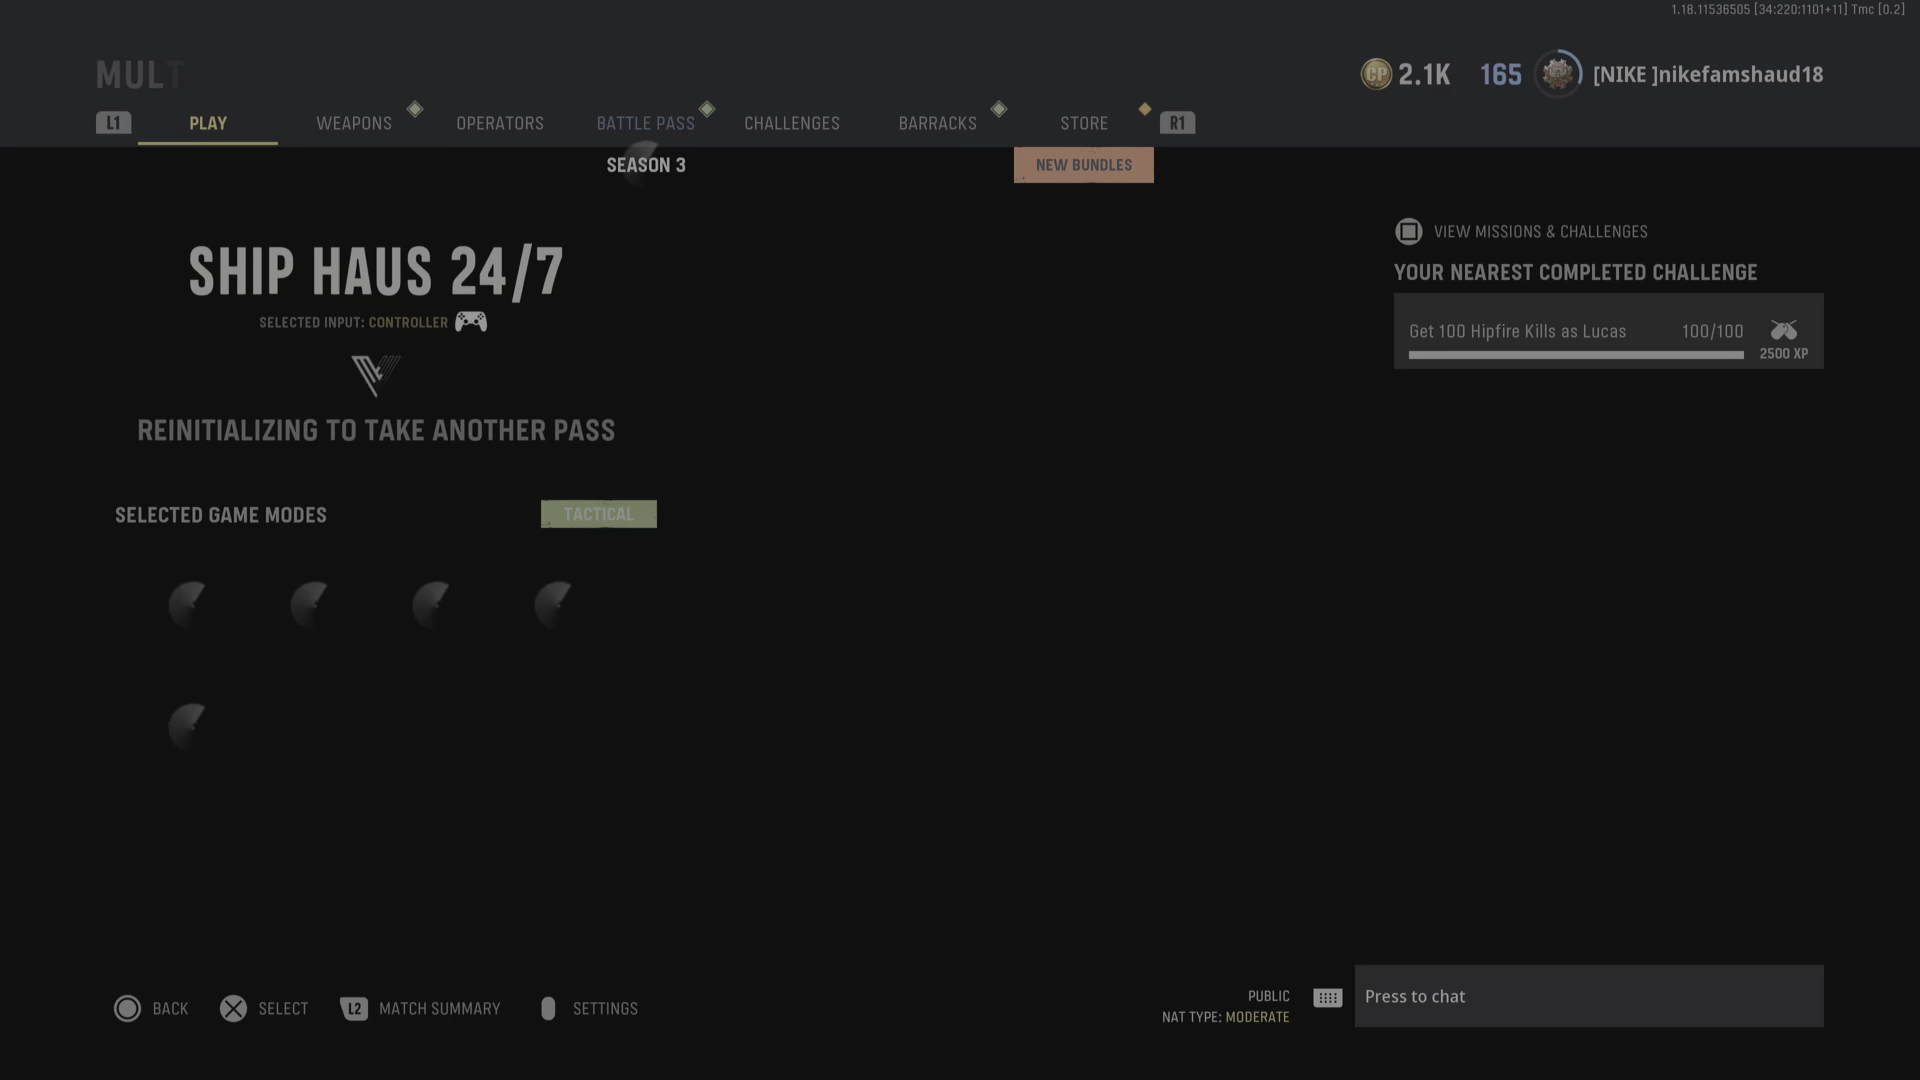 1.18.11536505 [34:220:1101+11] Tmc [0.2]
MULT
CP 2.1K 165 [NIKE ]nikefamshaud18
L1 PLAY WEAPONS OPERATORS BATTLE PASS CHALLENGES BARRACKS STORE R1
SEASON 3
NEW BUNDLES
SHIP HAUS 24/7
SELECTED INPUT: CONTROLLER
REINITIALIZING TO TAKE ANOTHER PASS
SELECTED GAME MODES
TACTICAL
VIEW MISSIONS & CHALLENGES
YOUR NEAREST COMPLETED CHALLENGE
Get 100 Hipfire Kills as Lucas 100/100
2500 XP
BACK SELECT L2 MATCH SUMMARY SETTINGS
PUBLIC
NAT TYPE: MODERATE
Press to chat